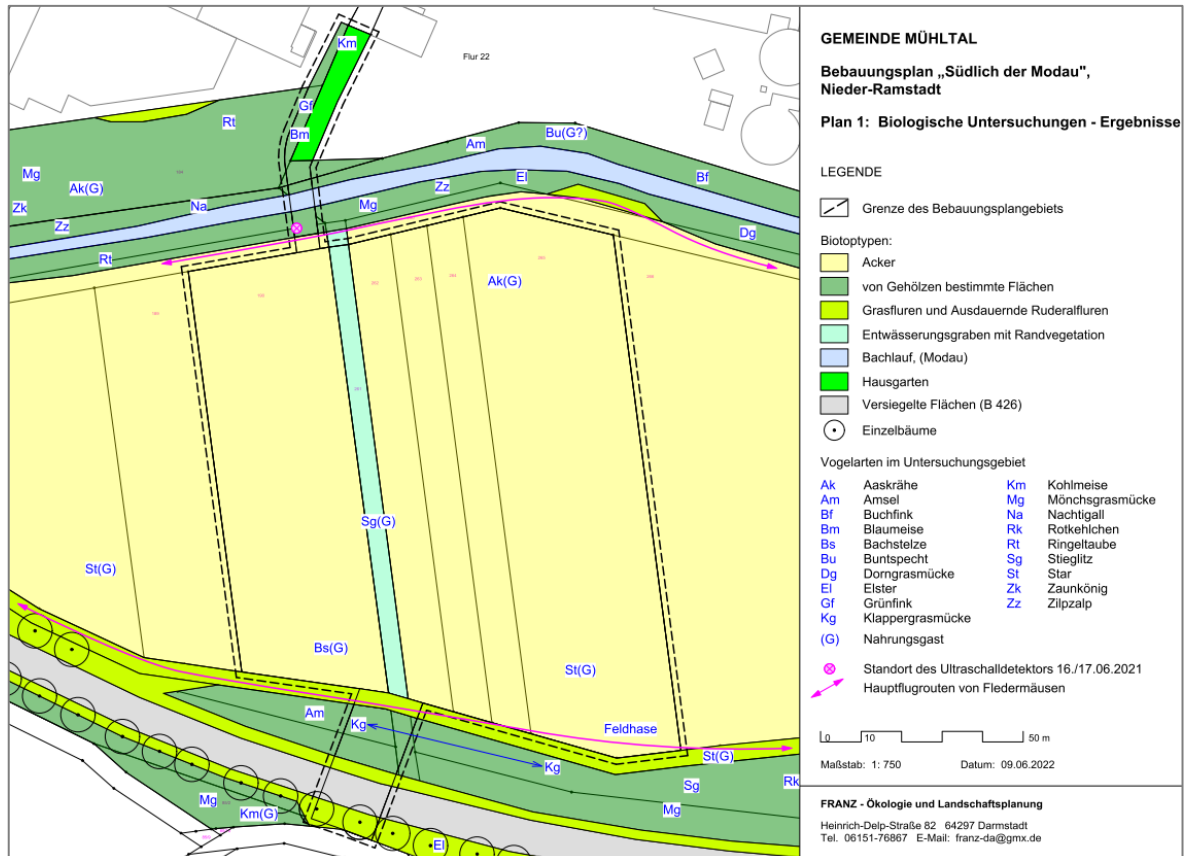 Flur 22
Km
Gf
Rt
Bm
Bu(G?)
Am
Mg
Ak(G)
Bf
El
Zz
Zk
Na
Mg
Zz
Dg
Rt
Ak(G)
Sg(G)
St(G)
Bs(G)
St(G)
Am
Kg
Feldhase
St(G)
Kg
Sg
Rk
Mg
Mg
Km(G)
El
GEMEINDE MÜHLTAL
Bebauungsplan „Südlich der Modau",
Nieder-Ramstadt
Plan 1: Biologische Untersuchungen - Ergebnisse
LEGENDE
Grenze des Bebauungsplangebiets
Biotoptypen:
Acker
von Gehölzen bestimmte Flächen
Grasfluren und Ausdauernde Ruderalfluren
Entwässerungsgraben mit Randvegetation
Bachlauf, (Modau)
Hausgarten
Versiegelte Flächen (B 426)
Einzelbäume
Vogelarten im Untersuchungsgebiet
Ak Aaskrähe
Am Amsel
Bf Buchfink
Bm Blaumeise
Bs Bachstelze
Bu Buntspecht
Dg Dorngrasmücke
El Elster
Gf Grünfink
Kg Klappergrasmücke
(G) Nahrungsgast
Km Kohlmeise
Mg Mönchsgrasmücke
Na Nachtigall
Rk Rotkehlchen
Rt Ringeltaube
Sg Stieglitz
St Star
Zk Zaunkönig
Zz Zilpzalp
Standort des Ultraschalldetektors 16./17.06.2021
Hauptflugrouten von Fledermäusen
0 10 50 m
Maßstab: 1: 750 Datum: 09.06.2022
FRANZ - Ökologie und Landschaftsplanung
Heinrich-Delp-Straße 82 64297 Darmstadt
Tel. 06151-76867 E-Mail: franz-da@gmx.de